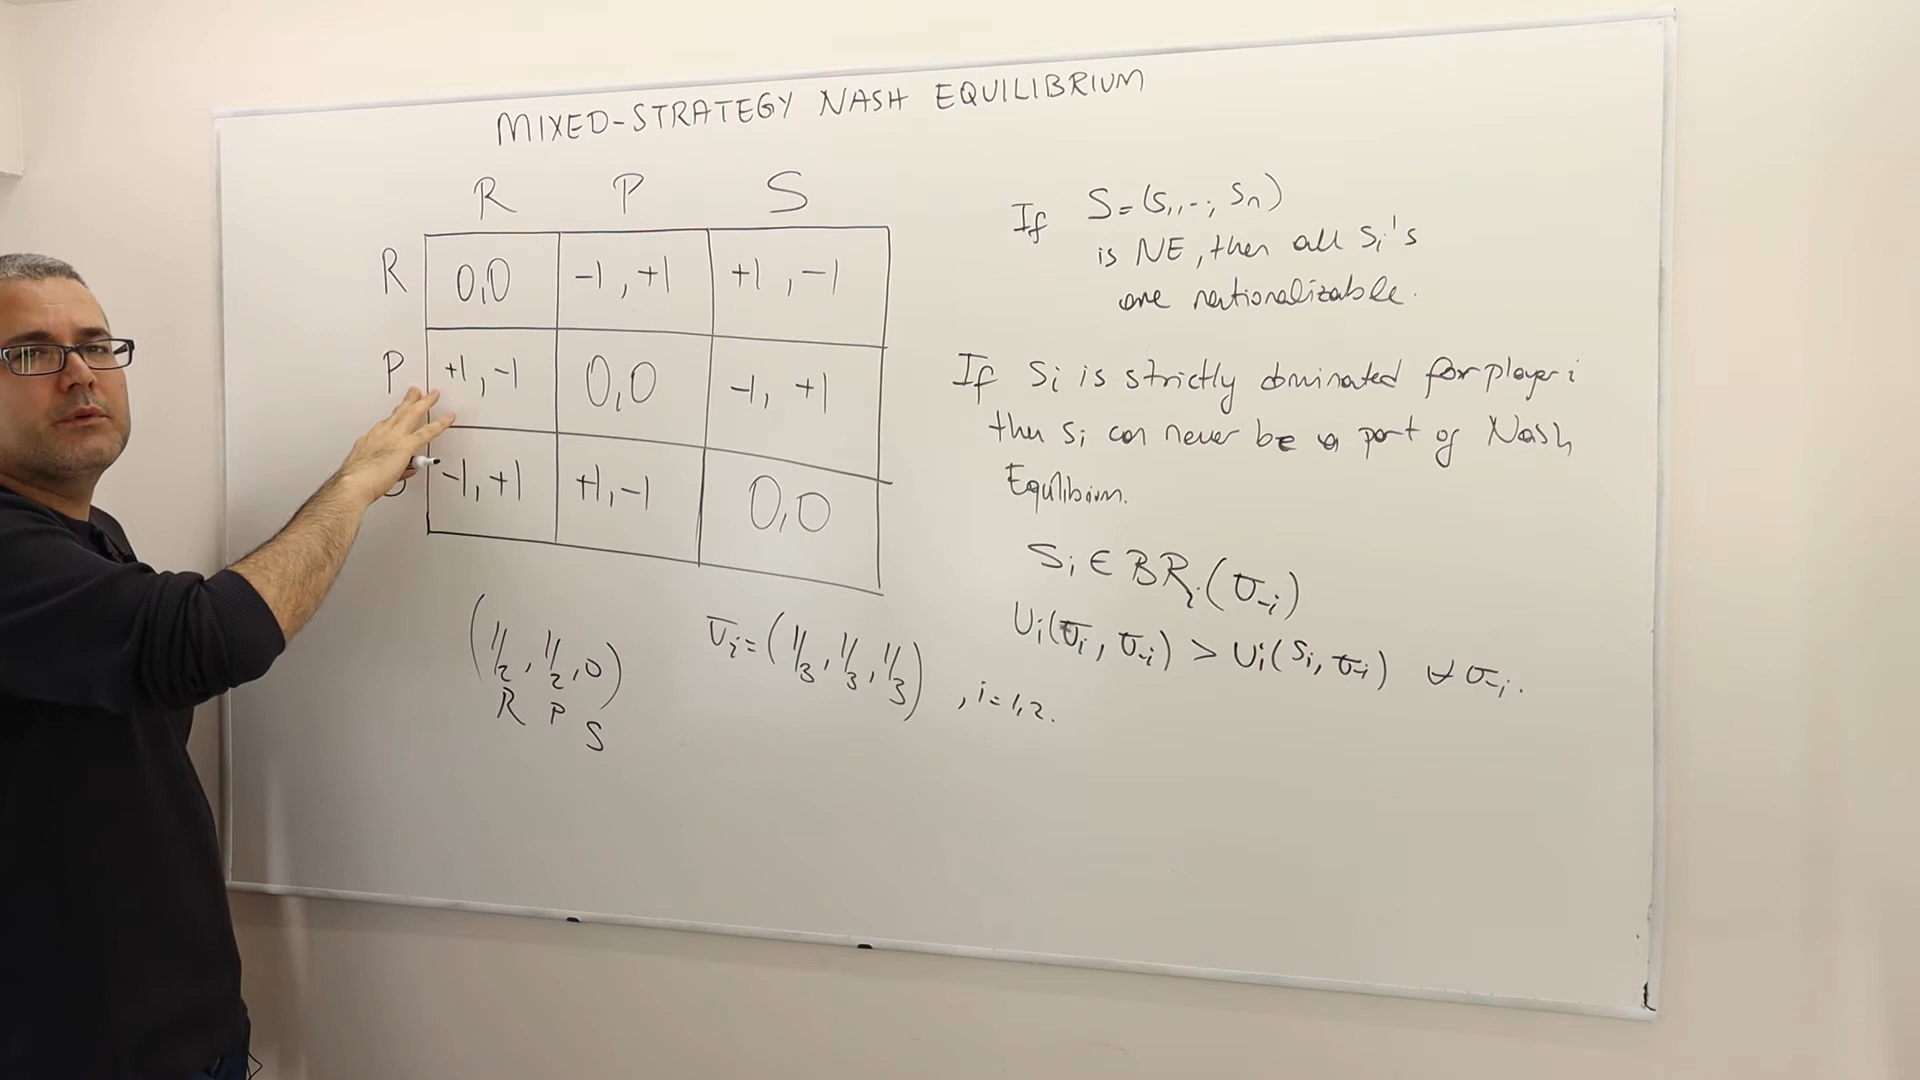 MIXED-STRATEGY NASH EQUILIBRIUM
R P S
R 0,0 -1, +1 +1, -1
P +1, -1 0,0 -1, +1
-1, +1 +1, -1 0,0
(1/2, 1/2, 0)
R P S
σi = (1/3, 1/3, 1/3), i=1,2.
If S=(s1,..., sn)
is NE, then all si's
are rationalizable.
If si is strictly dominated for player i
then si can never be a part of Nash
Equilibium.
Si ∈ BRi(σ-i)
Ui(σi, σ-i) > Ui(si, σ-i) ∀ σ-i.